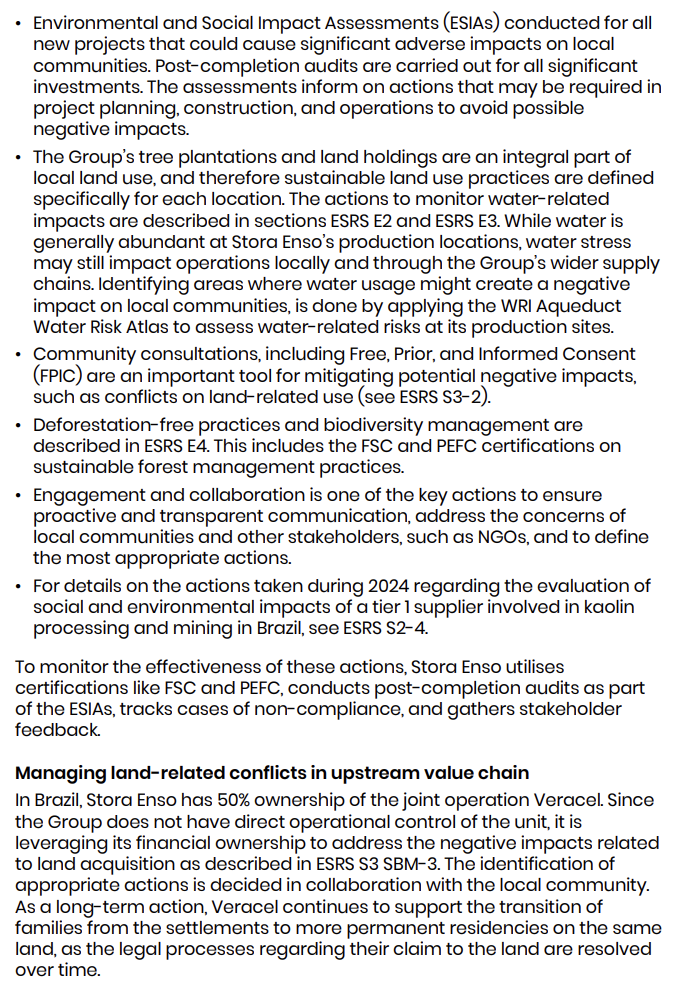 • Environmental and Social Impact Assessments (ESIAs) conducted for all
new projects that could cause significant adverse impacts on local
communities. Post-completion audits are carried out for all significant
investments. The assessments inform on actions that may be required in
project planning, construction, and operations to avoid possible
negative impacts.
• The Group's tree plantations and land holdings are an integral part of
local land use, and therefore sustainable land use practices are defined
specifically for each location. The actions to monitor water-related
impacts are described in sections ESRS E2 and ESRS E3. While water is
generally abundant at Stora Enso's production locations, water stress
may still impact operations locally and through the Group's wider supply
chains. Identifying areas where water usage might create a negative
impact on local communities, is done by applying the WRI Aqueduct
Water Risk Atlas to assess water-related risks at its production sites.
• Community consultations, including Free, Prior, and Informed Consent
(FPIC) are an important tool for mitigating potential negative impacts,
such as conflicts on land-related use (see ESRS S3-2).
• Deforestation-free practices and biodiversity management are
described in ESRS E4. This includes the FSC and PEFC certifications on
sustainable forest management practices.
• Engagement and collaboration is one of the key actions to ensure
proactive and transparent communication, address the concerns of
local communities and other stakeholders, such as NGOs, and to define
the most appropriate actions.
• For details on the actions taken during 2024 regarding the evaluation of
social and environmental impacts of a tier 1 supplier involved in kaolin
processing and mining in Brazil, see ESRS S2-4.
To monitor the effectiveness of these actions, Stora Enso utilises
certifications like FSC and PEFC, conducts post-completion audits as part
of the ESIAs, tracks cases of non-compliance, and gathers stakeholder
feedback.
Managing land-related conflicts in upstream value chain
In Brazil, Stora Enso has 50% ownership of the joint operation Veracel. Since
the Group does not have direct operational control of the unit, it is
leveraging its financial ownership to address the negative impacts related
to land acquisition as described in ESRS S3 SBM-3. The identification of
appropriate actions is decided in collaboration with the local community.
As a long-term action, Veracel continues to support the transition of
families from the settlements to more permanent residencies on the same
land, as the legal processes regarding their claim to the land are resolved
over time.